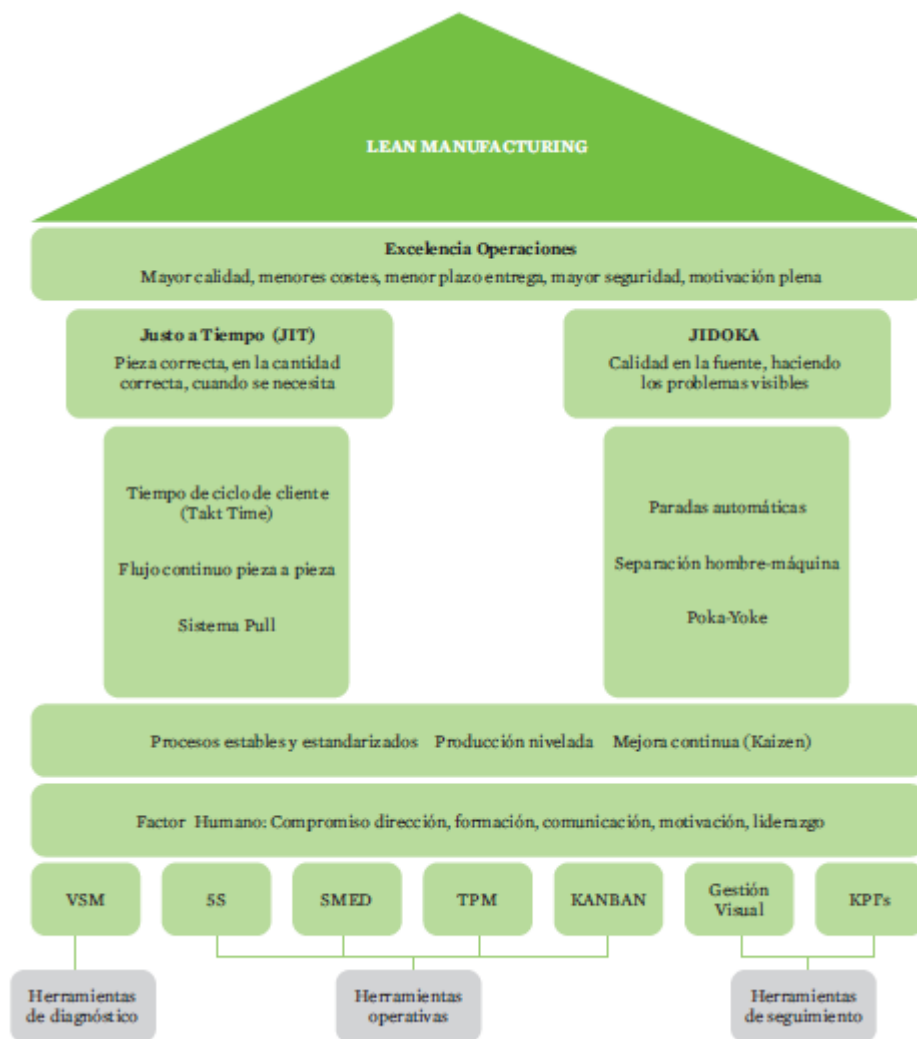 LEAN MANUFACTURING
Excelencia Operaciones
Mayor calidad, menores costes, menor plazo entrega, mayor seguridad, motivación plena
Justo a Tiempo (JIT)
Pieza correcta, en la cantidad
correcta, cuando se necesita
JIDOKA
Calidad en la fuente, haciendo
los problemas visibles
Tiempo de ciclo de cliente
(Takt Time)
Flujo continuo pieza a pieza
Sistema Pull
Paradas automáticas
Separación hombre-máquina
Poka-Yoke
Procesos estables y estandarizados Producción nivelada Mejora continua (Kaizen)
Factor Humano: Compromiso dirección, formación, comunicación, motivación, liderazgo
VSM
5S
SMED
TPM
KANBAN
Gestión
Visual
KPI's
Herramientas
de diagnóstico
Herramientas
operativas
Herramientas
de seguimiento